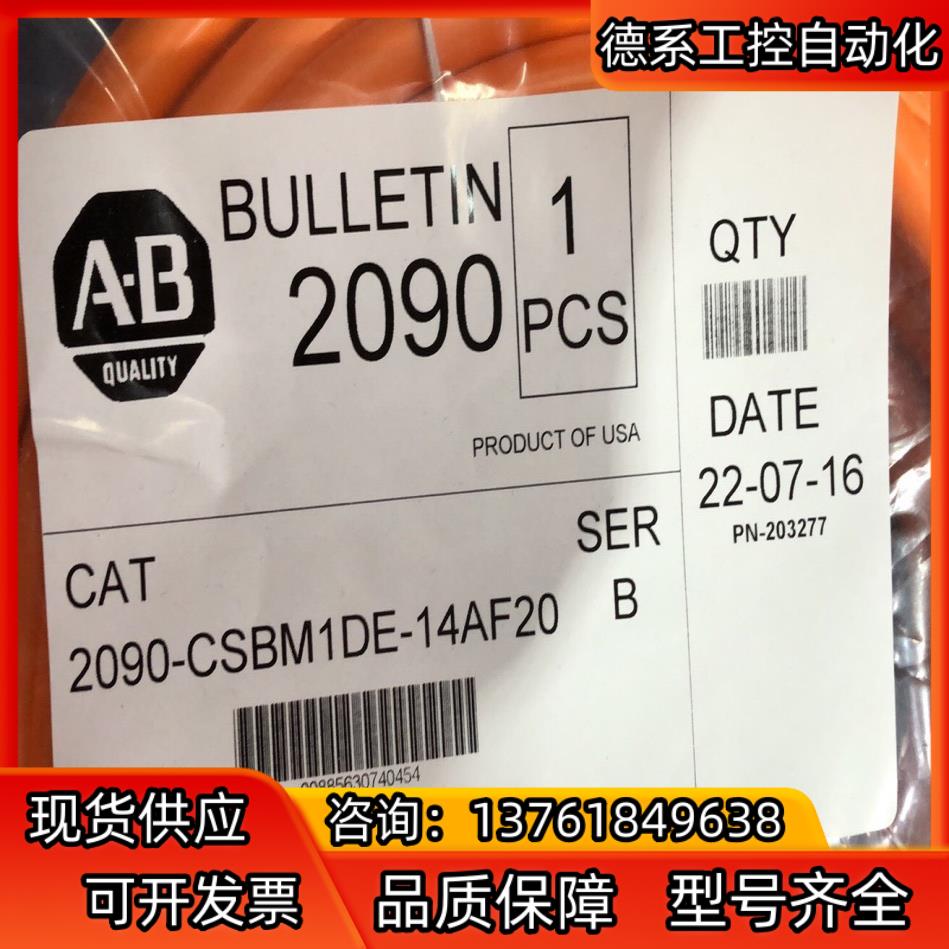 德系工控自动化
A·B
QUALITY
BULLETIN
2090
1
PCS
PRODUCT OF USA
QTY
DATE
22-07-16
PN-203277
CAT
SER
2090-CSBM1DE-14AF20
B
00885630740454
现货供应
咨询：13761849638
可开发票
品质保障
型号齐全